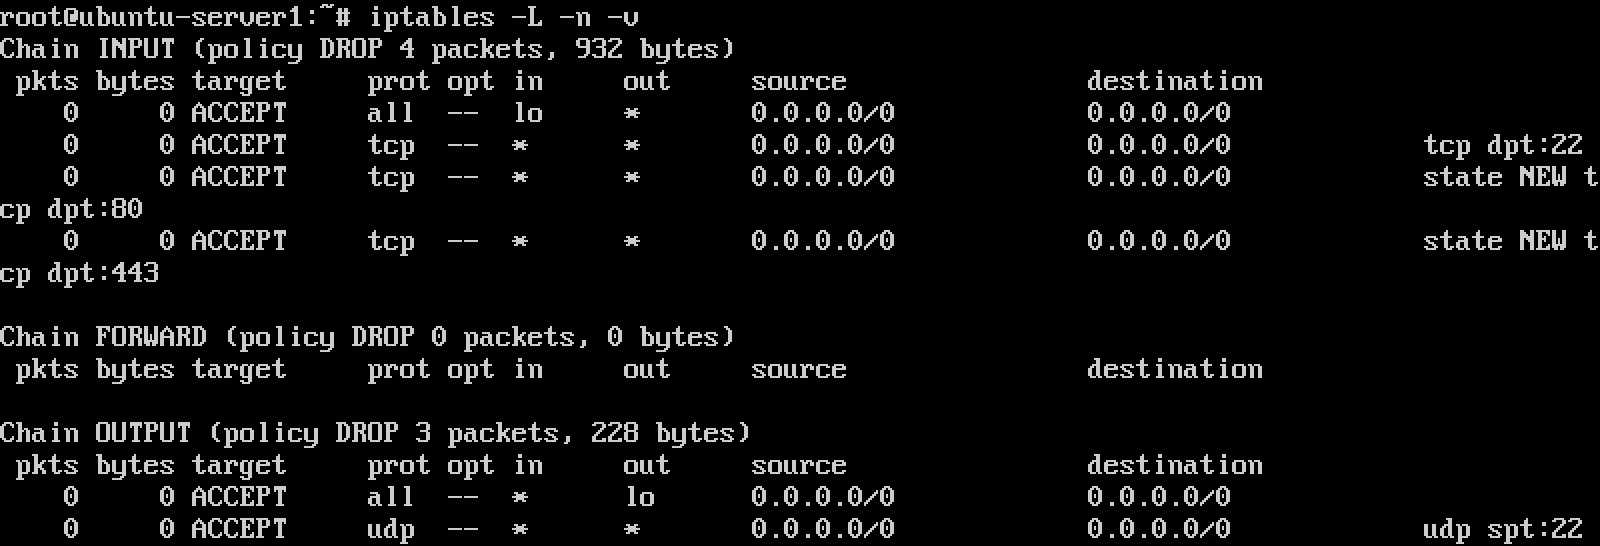 root@ubuntu-server1:~# iptables -L -n -v
Chain INPUT (policy DROP 4 packets, 932 bytes)
 pkts bytes target     prot opt in     out     source               destination
    0     0 ACCEPT     all  --  lo     *       0.0.0.0/0            0.0.0.0/0
    0     0 ACCEPT     tcp  --  *      *       0.0.0.0/0            0.0.0.0/0            tcp dpt:22
    0     0 ACCEPT     tcp  --  *      *       0.0.0.0/0            0.0.0.0/0            state NEW t
cp dpt:80
    0     0 ACCEPT     tcp  --  *      *       0.0.0.0/0            0.0.0.0/0            state NEW t
cp dpt:443

Chain FORWARD (policy DROP 0 packets, 0 bytes)
 pkts bytes target     prot opt in     out     source               destination

Chain OUTPUT (policy DROP 3 packets, 228 bytes)
 pkts bytes target     prot opt in     out     source               destination
    0     0 ACCEPT     all  --  *      lo      0.0.0.0/0            0.0.0.0/0
    0     0 ACCEPT     udp  --  *      *       0.0.0.0/0            0.0.0.0/0            udp spt:22